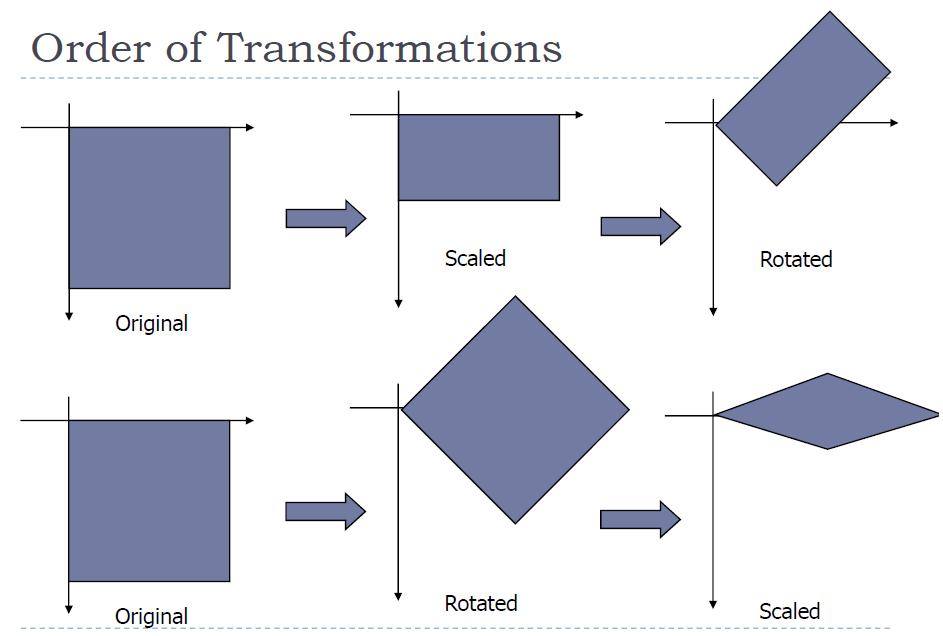 Order of Transformations
Original
Scaled
Rotated
Original
Rotated
Scaled